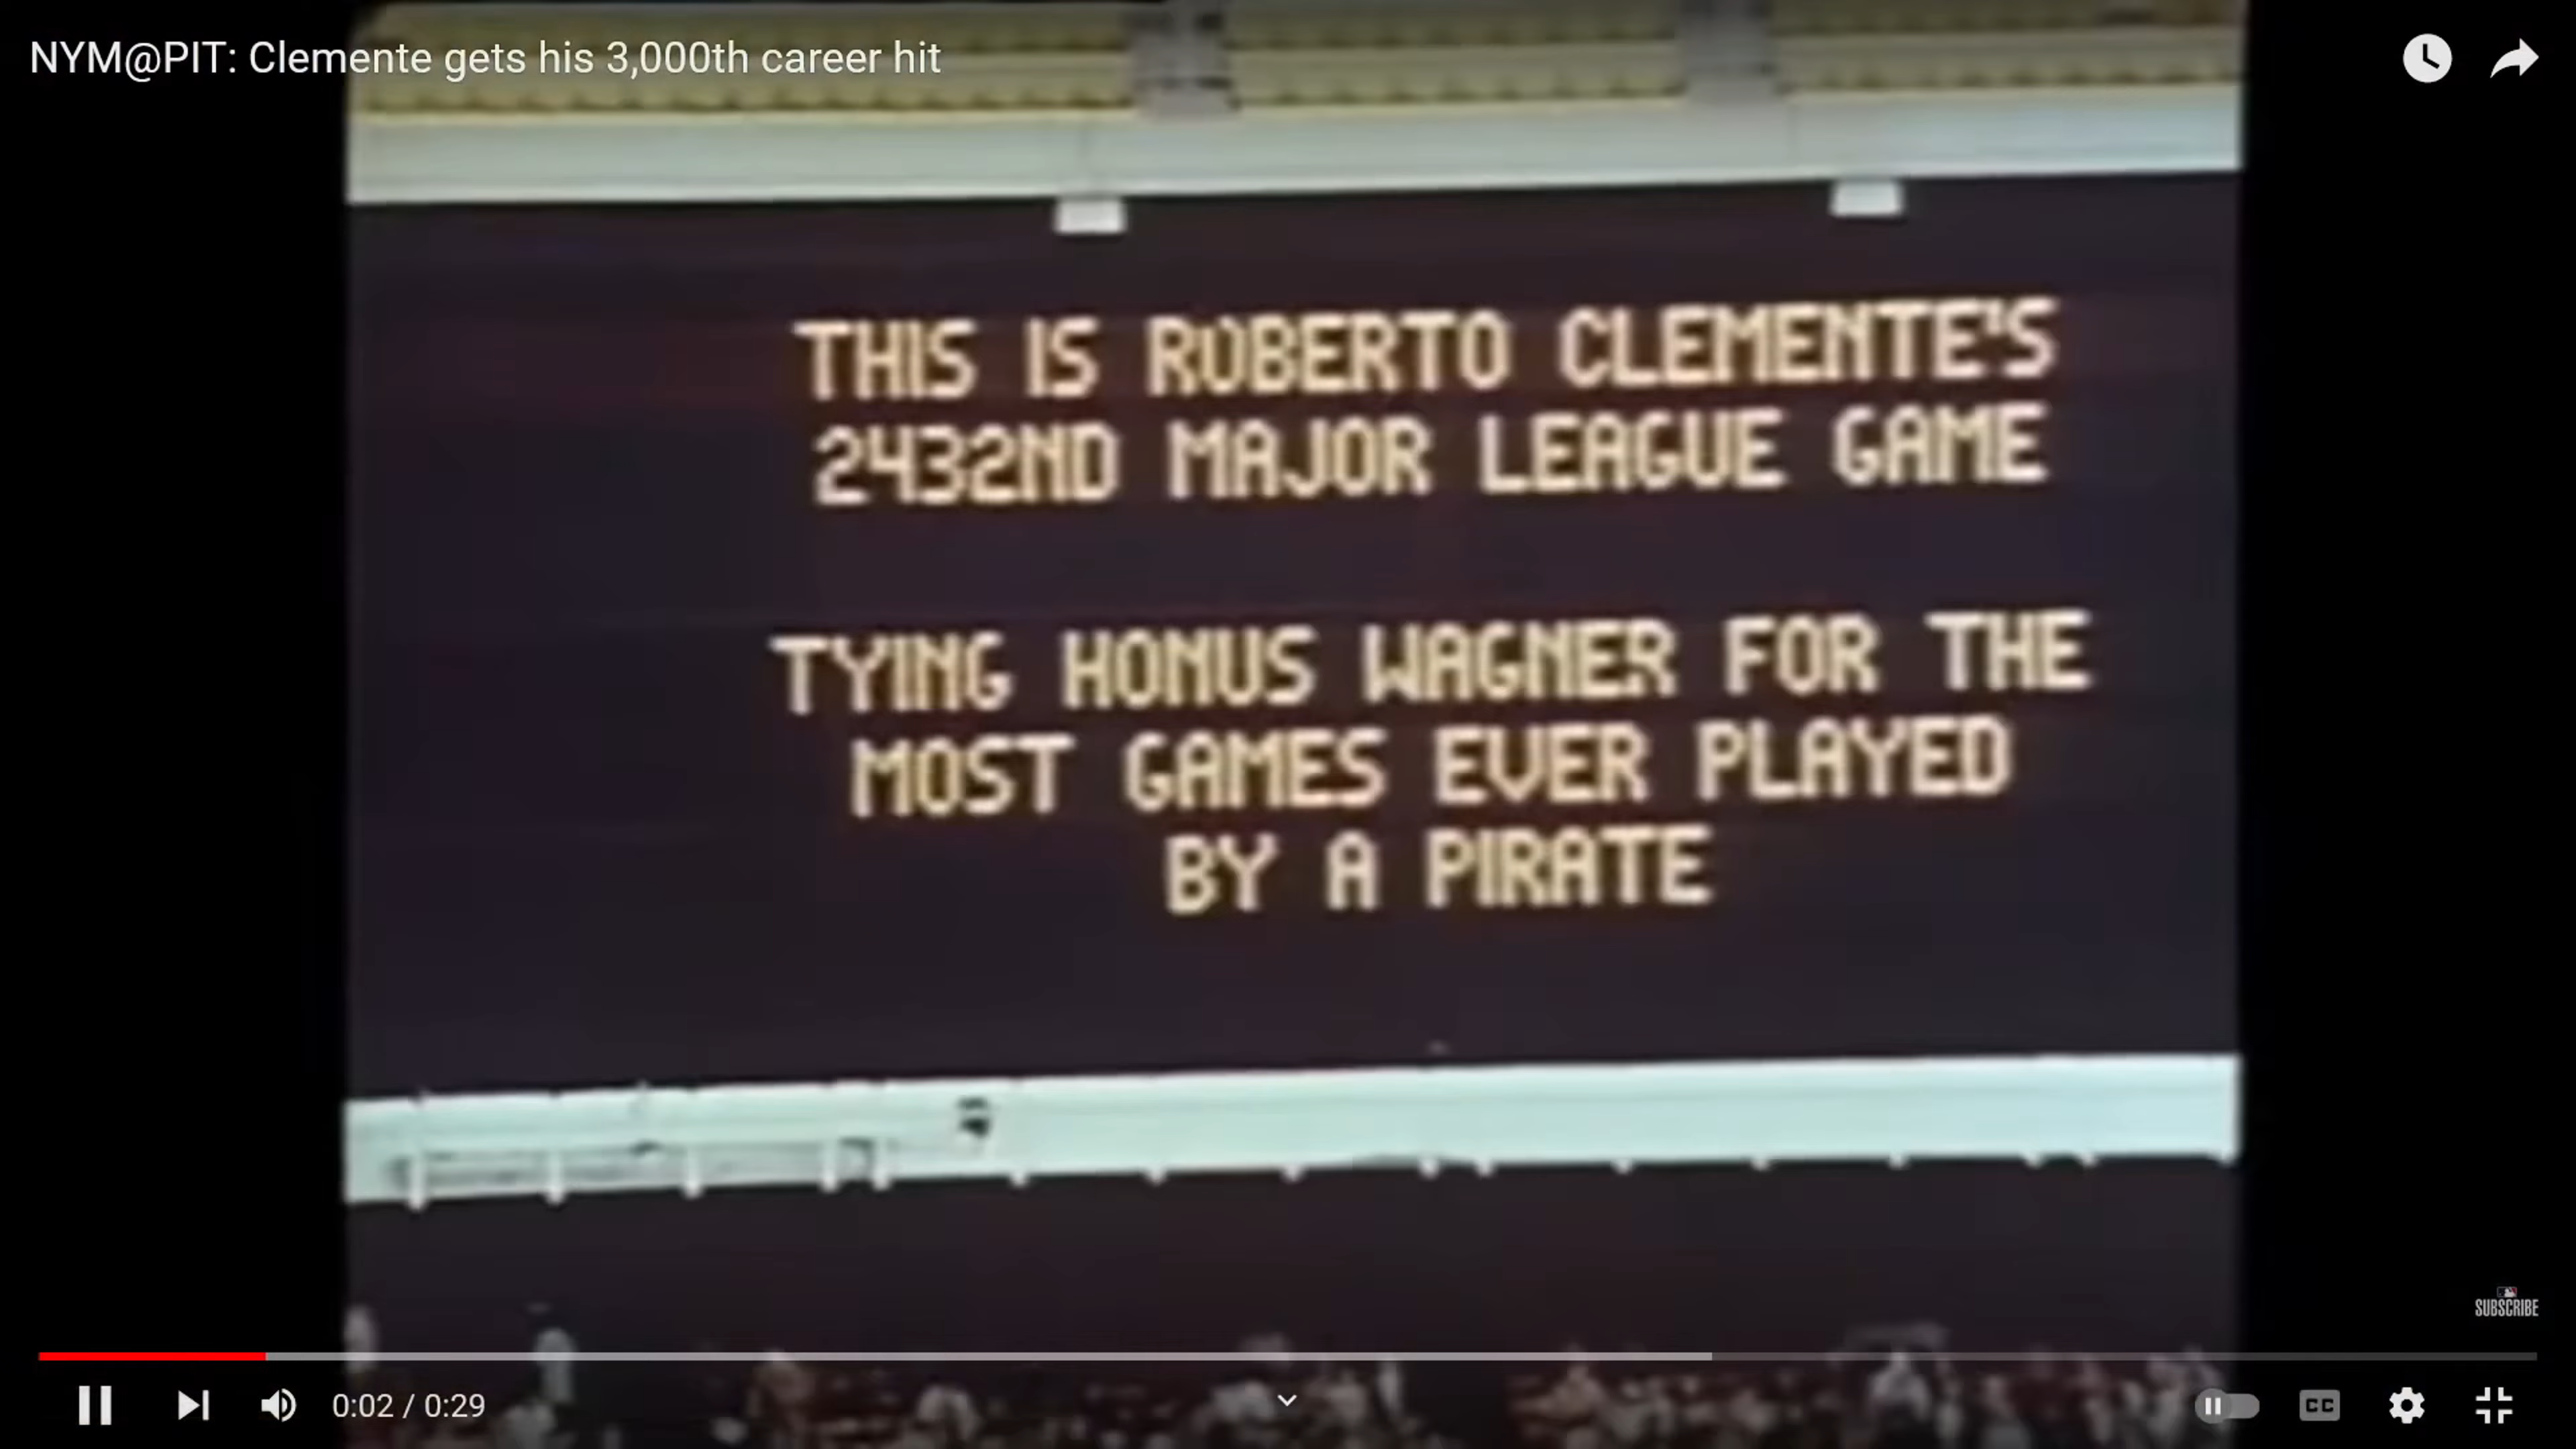 NYM@PIT: Clemente gets his 3,000th career hit
THIS IS ROBERTO CLEMENTE'S
2432ND MAJOR LEAGUE GAME
TYING HONUS WAGNER FOR THE
MOST GAMES EVER PLAYED
BY A PIRATE
SUBSCRIBE
0:02 / 0:29
CC